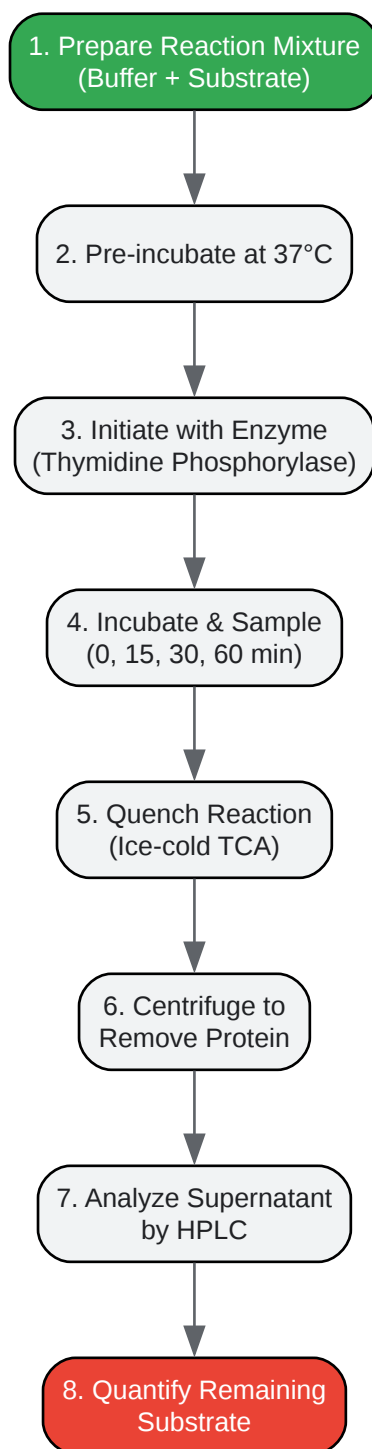 1. Prepare Reaction Mixture
(Buffer + Substrate)
2. Pre-incubate at 37°C
3. Initiate with Enzyme
(Thymidine Phosphorylase)
4. Incubate & Sample
(0, 15, 30, 60 min)
5. Quench Reaction
(Ice-cold TCA)
6. Centrifuge to
Remove Protein
7. Analyze Supernatant
by HPLC
8. Quantify Remaining
Substrate